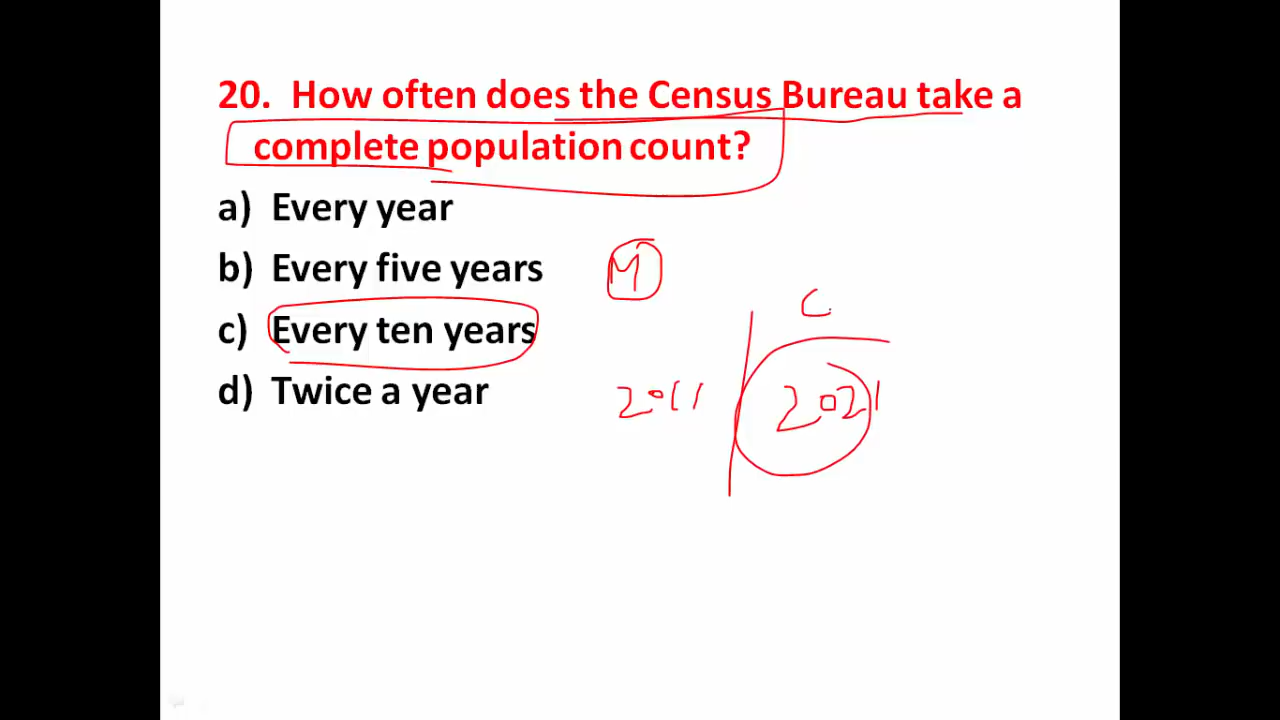 20. How often does the Census Bureau take a
complete population count?
a) Every year
b) Every five years
M
c) Every ten years
C
d) Twice a year
2011
2021